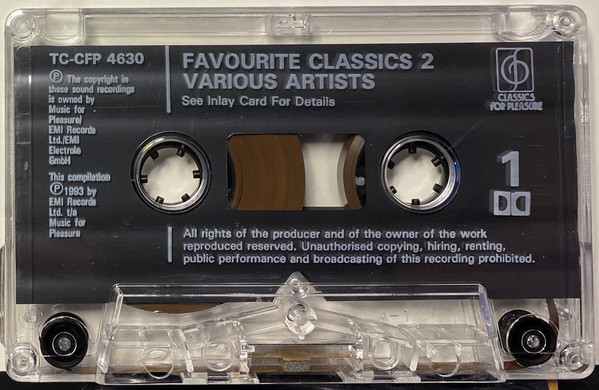 TC-CFP 4630
Ⓟ The copyright in
these sound recordings
is owned by
Music for
Pleasure/
EMI Records
Ltd./EMI
Electrola
GmbH
This compilation
Ⓟ 1993 by
EMI Records
Ltd. t/a
Music for
Pleasure
FAVOURITE CLASSICS 2
VARIOUS ARTISTS
See Inlay Card For Details
CLASSICS
FOR PLEASURE
1
All rights of the producer and of the owner of the work
reproduced reserved. Unauthorised copying, hiring, renting,
public performance and broadcasting of this recording prohibited.